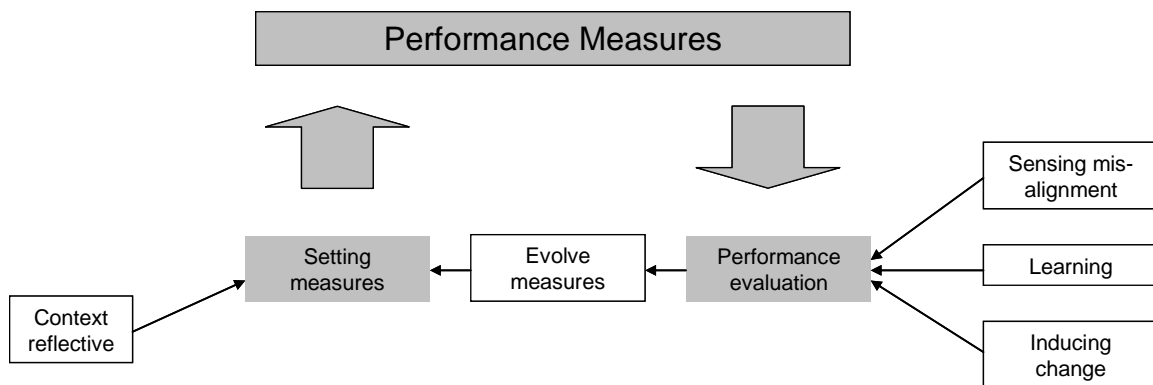 Performance Measures
Sensing mis-
alignment
Setting
measures
Evolve
measures
Performance
evaluation
Learning
Context
reflective
Inducing
change